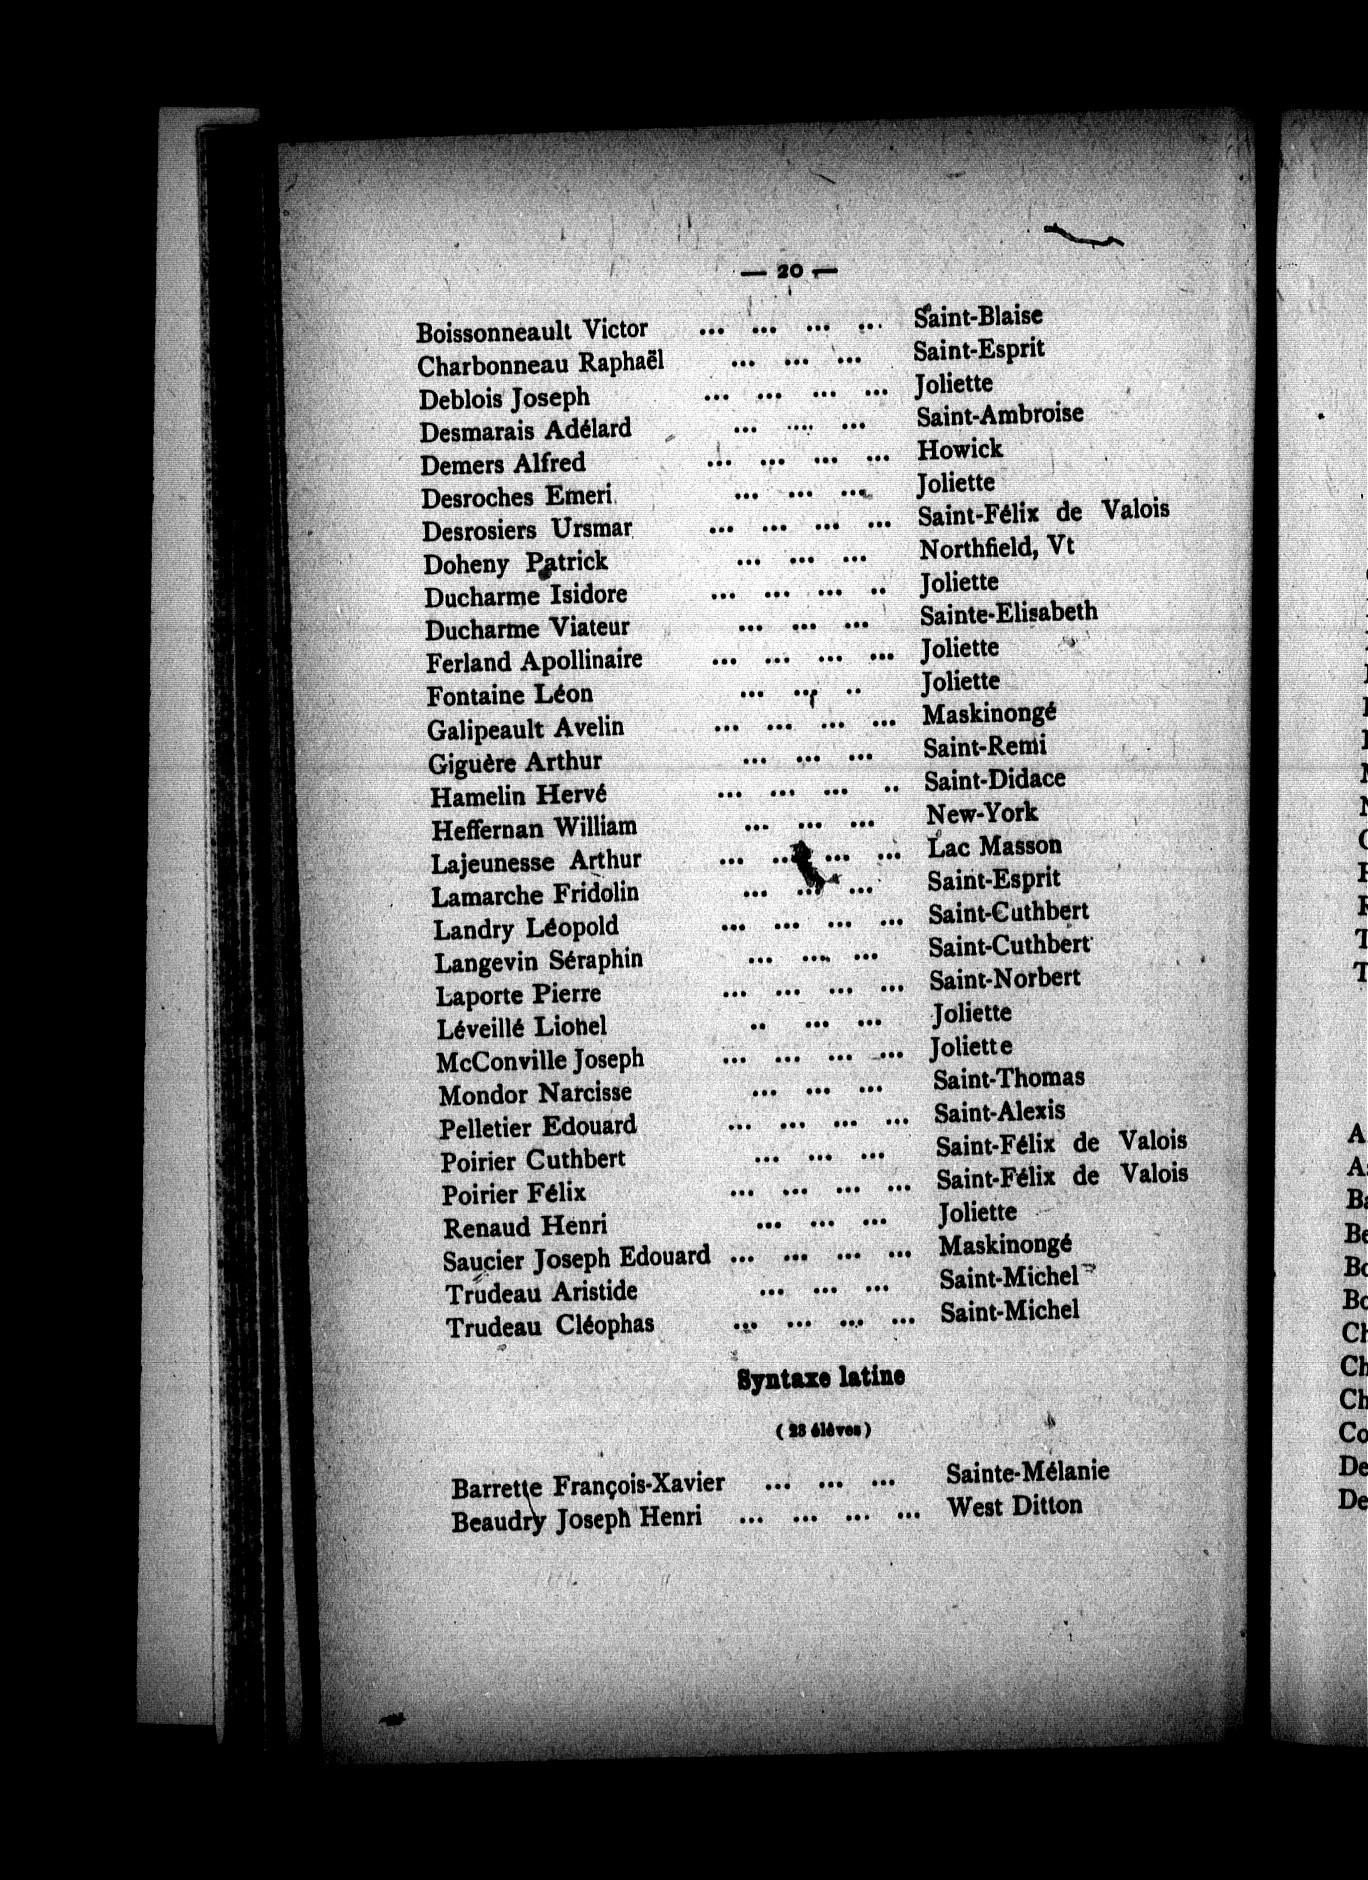 — 20 —
Boissonneault Victor ... ... ... ... Saint-Blaise
Charbonneau Raphaël ... ... ... Saint-Esprit
Deblois Joseph ... ... ... ... Joliette
Desmarais Adélard ... ... ... Saint-Ambroise
Demers Alfred ... ... ... ... Howick
Desroches Emeri ... ... ... Joliette
Desrosiers Ursmar ... ... ... ... Saint-Félix de Valois
Doheny Patrick ... ... ... Northfield, Vt
Ducharme Isidore ... ... ... .. Joliette
Ducharme Viateur ... ... ... Sainte-Elisabeth
Ferland Apollinaire ... ... ... ... Joliette
Fontaine Léon ... ... .. Joliette
Galipeault Avelin ... ... ... ... Maskinongé
Giguère Arthur ... ... ... Saint-Remi
Hamelin Hervé ... ... ... .. Saint-Didace
Heffernan William ... ... ... New-York
Lajeunesse Arthur ... ... ... ... Lac Masson
Lamarche Fridolin ... ... ... Saint-Esprit
Landry Léopold ... ... ... ... Saint-Cuthbert
Langevin Séraphin ... ... ... Saint-Cuthbert
Laporte Pierre ... ... ... ... Saint-Norbert
Léveillé Lionel .. ... ... Joliette
McConville Joseph ... ... ... ... Joliette
Mondor Narcisse ... ... ... Saint-Thomas
Pelletier Edouard ... ... ... ... Saint-Alexis
Poirier Cuthbert ... ... ... Saint-Félix de Valois
Poirier Félix ... ... ... ... Saint-Félix de Valois
Renaud Henri ... ... ... Joliette
Saucier Joseph Edouard ... ... ... ... Maskinongé
Trudeau Aristide ... ... ... Saint-Michel
Trudeau Cléophas ... ... ... ... Saint-Michel
Syntaxe latine
( 23 élèves )
Barrette François-Xavier ... ... ... Sainte-Mélanie
Beaudry Joseph Henri ... ... ... ... West Ditton